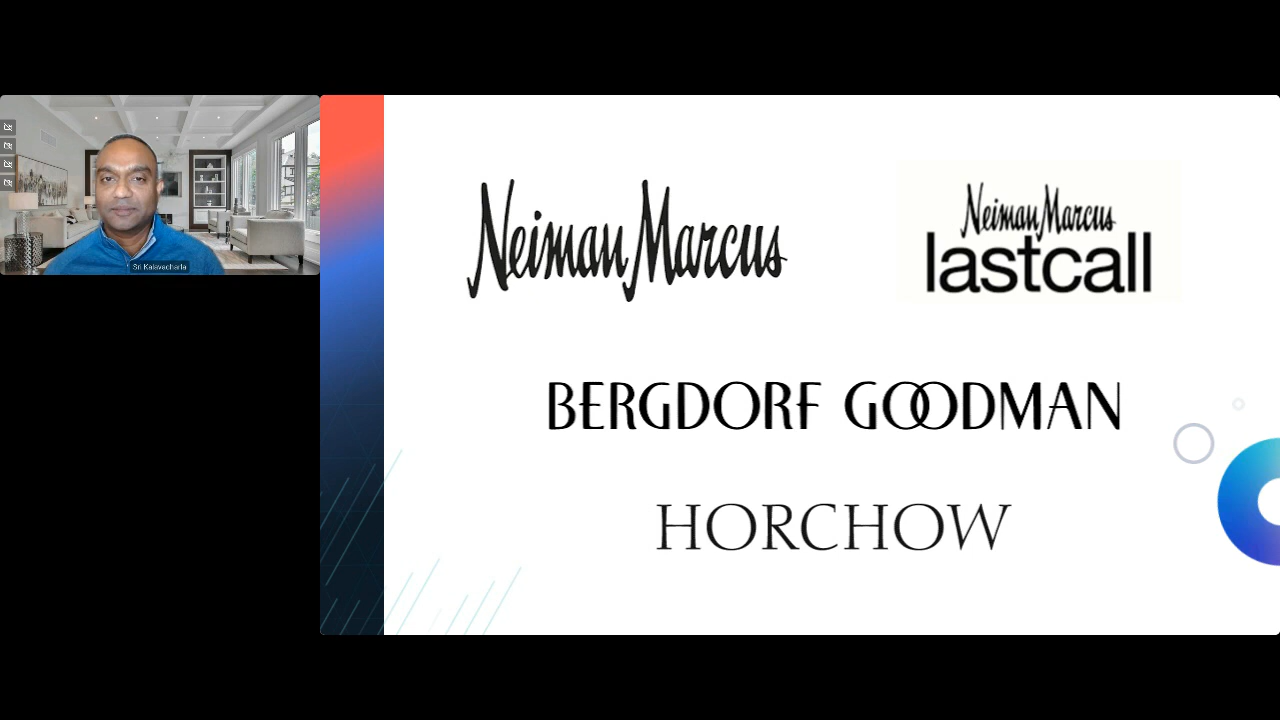 Sri Kalavacharla
Neiman Marcus
Neiman Marcus
lastcall
BERGDORF GOODMAN
HORCHOW